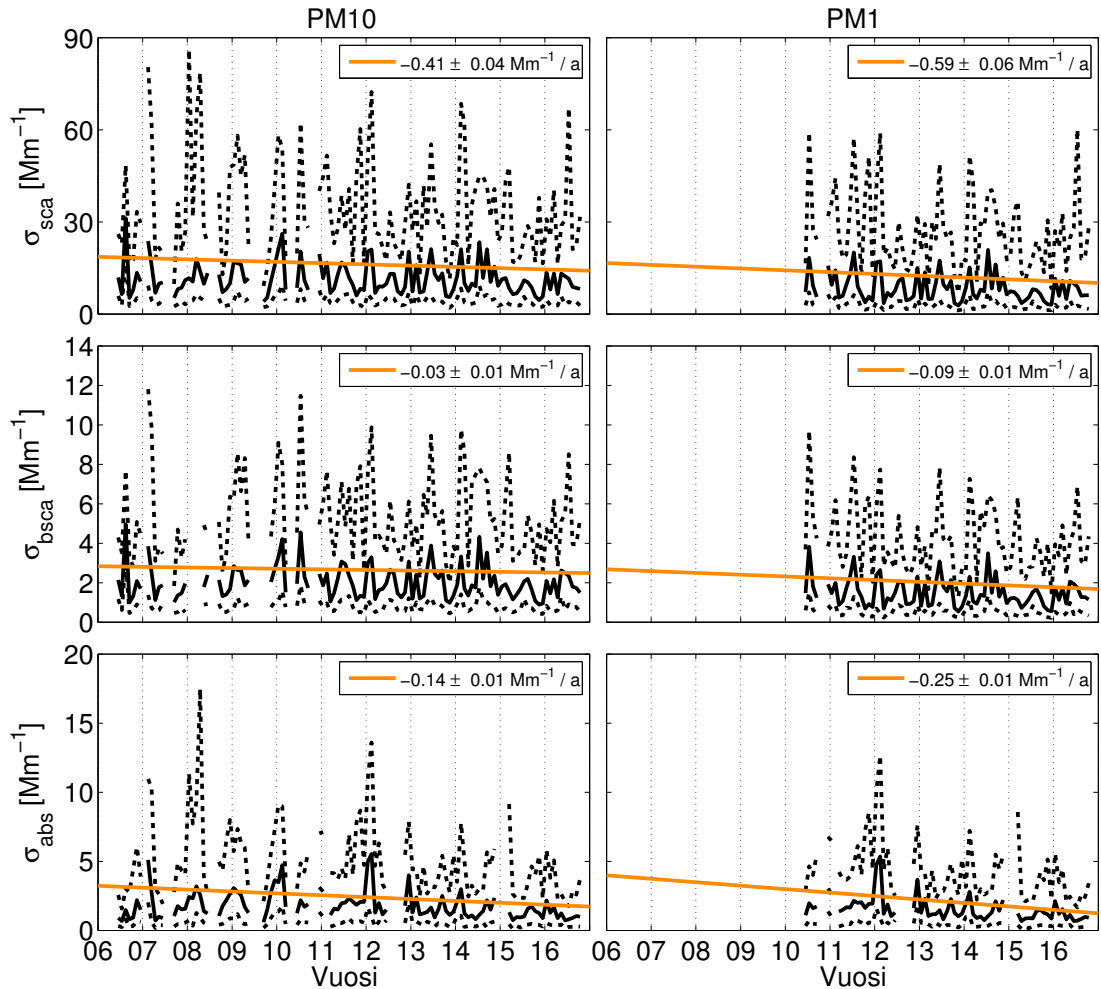 PM10
PM1
90
60
30
0
σsca [Mm−1]
−0.41± 0.04 Mm−1 / a
−0.59± 0.06 Mm−1 / a
14
12
10
8
6
4
2
0
σbsca [Mm−1]
−0.03± 0.01 Mm−1 / a
−0.09± 0.01 Mm−1 / a
20
15
10
5
0
σabs [Mm−1]
−0.14± 0.01 Mm−1 / a
−0.25± 0.01 Mm−1 / a
06 07 08 09 10 11 12 13 14 15 16
06 07 08 09 10 11 12 13 14 15 16
Vuosi
Vuosi